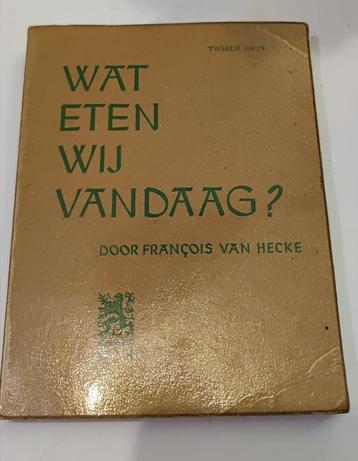 TWEEDE DRUK
WAT
ETEN
WIJ
VANDAAG?
DOOR FRANÇOIS VAN HECKE